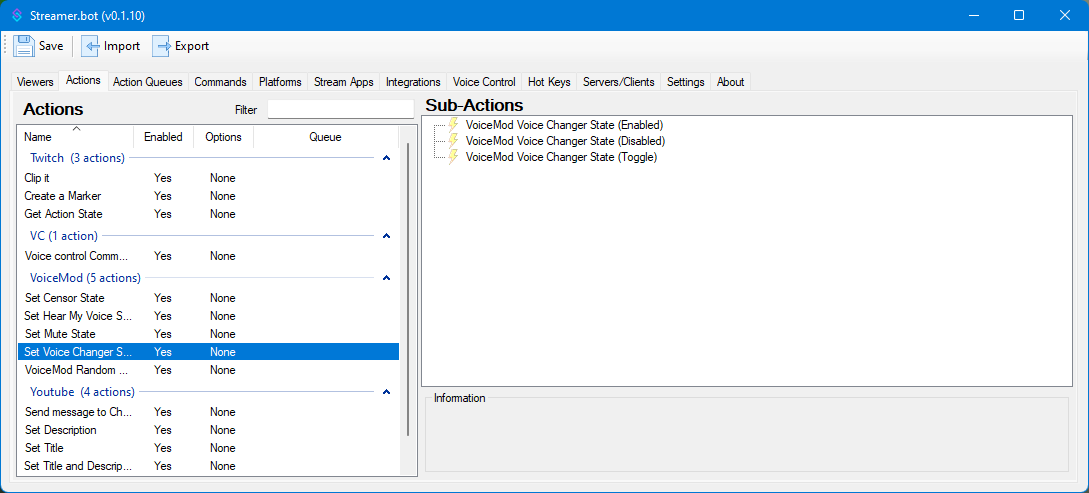 Streamer.bot (v0.1.10)
Save Import Export
Viewers Actions Action Queues Commands Platforms Stream Apps Integrations Voice Control Hot Keys Servers/Clients Settings About
Actions Filter
Name Enabled Options Queue
Twitch (3 actions)
Clip it Yes None
Create a Marker Yes None
Get Action State Yes None
VC (1 action)
Voice control Comm... Yes None
VoiceMod (5 actions)
Set Censor State Yes None
Set Hear My Voice S... Yes None
Set Mute State Yes None
Set Voice Changer S... Yes None
VoiceMod Random ... Yes None
Youtube (4 actions)
Send message to Ch... Yes None
Set Description Yes None
Set Title Yes None
Set Title and Descrip... Yes None
Sub-Actions
VoiceMod Voice Changer State (Enabled)
VoiceMod Voice Changer State (Disabled)
VoiceMod Voice Changer State (Toggle)
Information